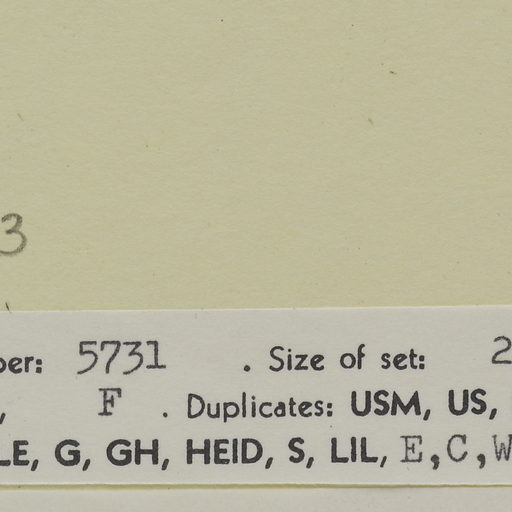 3
ber: 5731 . Size of set: 2
, F . Duplicates: USM, US,
LE, G, GH, HEID, S, LIL, E, C, W